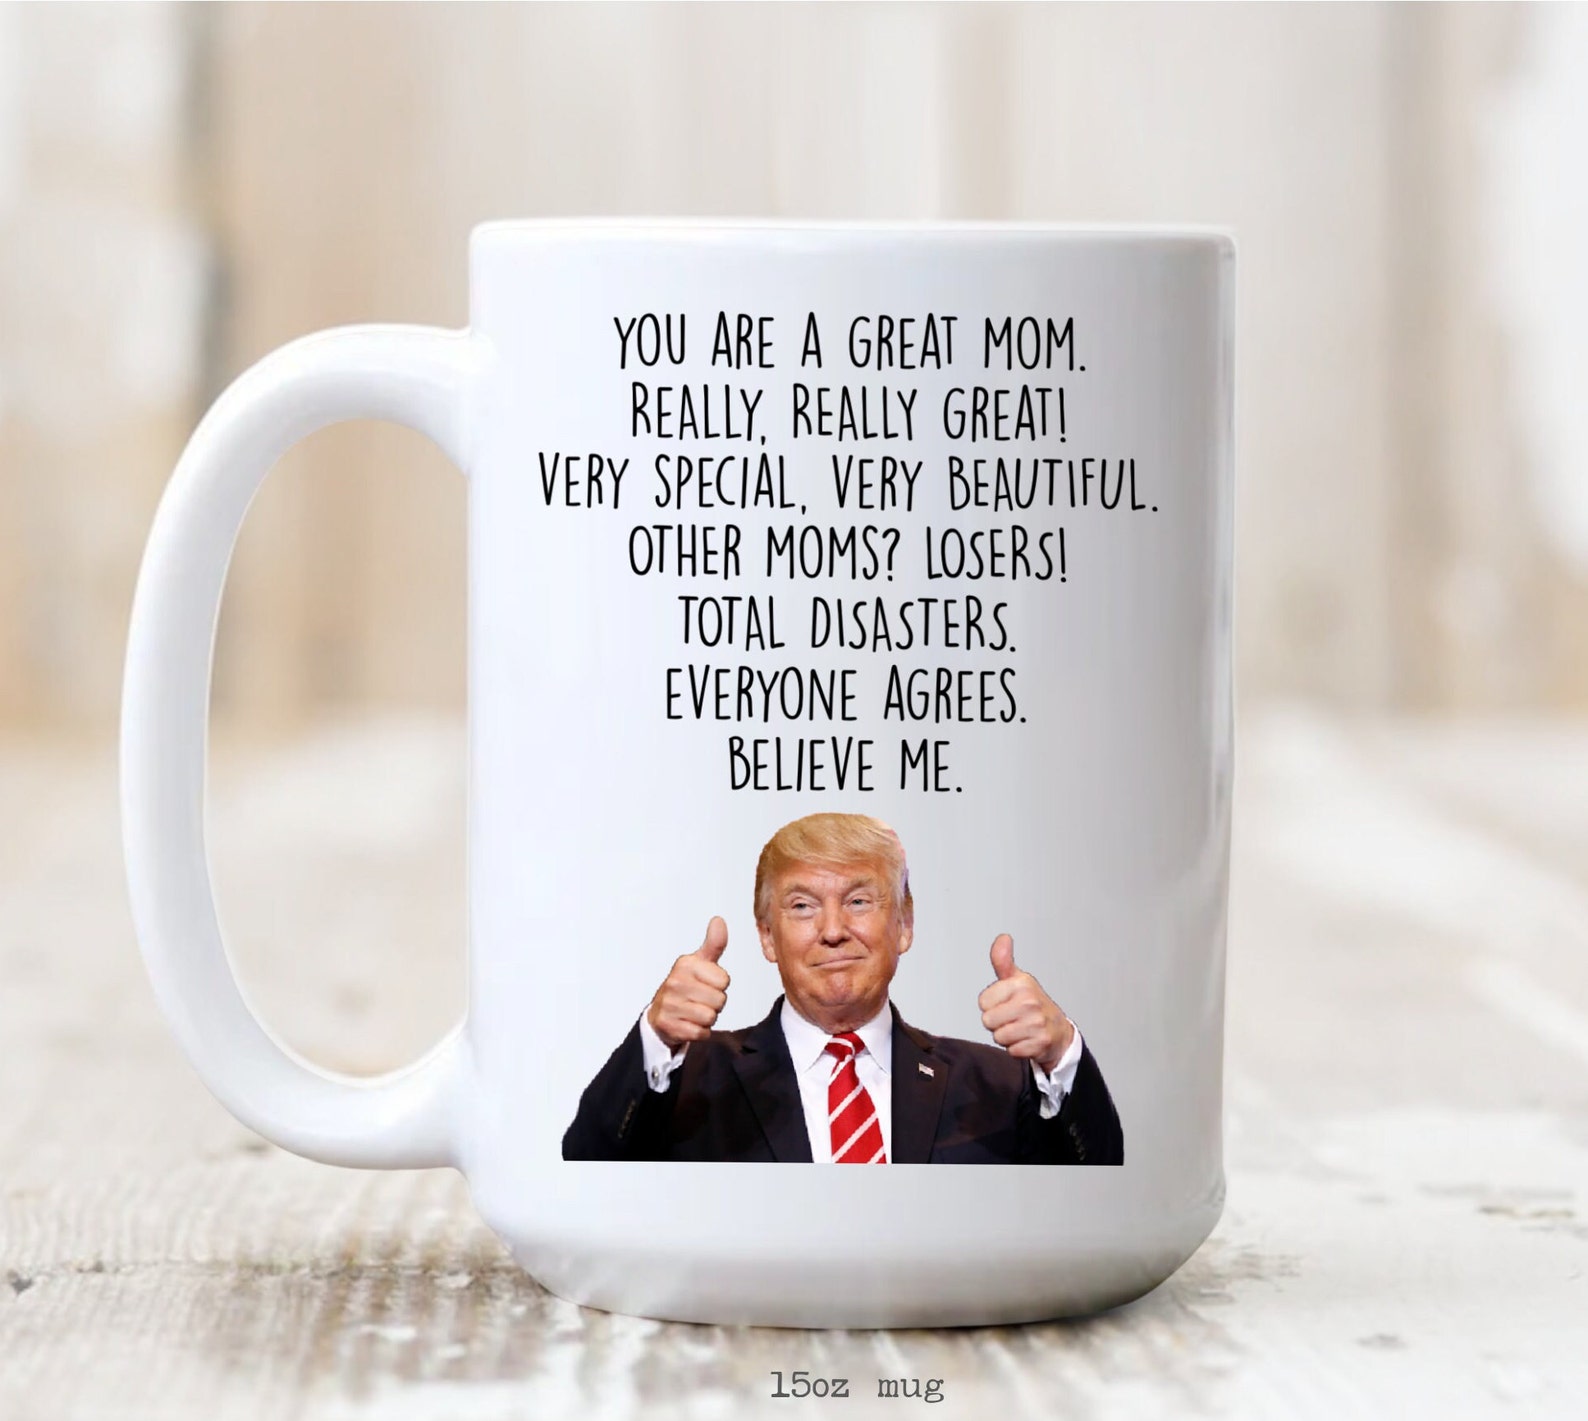 YOU ARE A GREAT MOM.
REALLY, REALLY GREAT!
VERY SPECIAL, VERY BEAUTIFUL.
OTHER MOMS? LOSERS!
TOTAL DISASTERS.
EVERYONE AGREES.
BELIEVE ME.
15oz mug